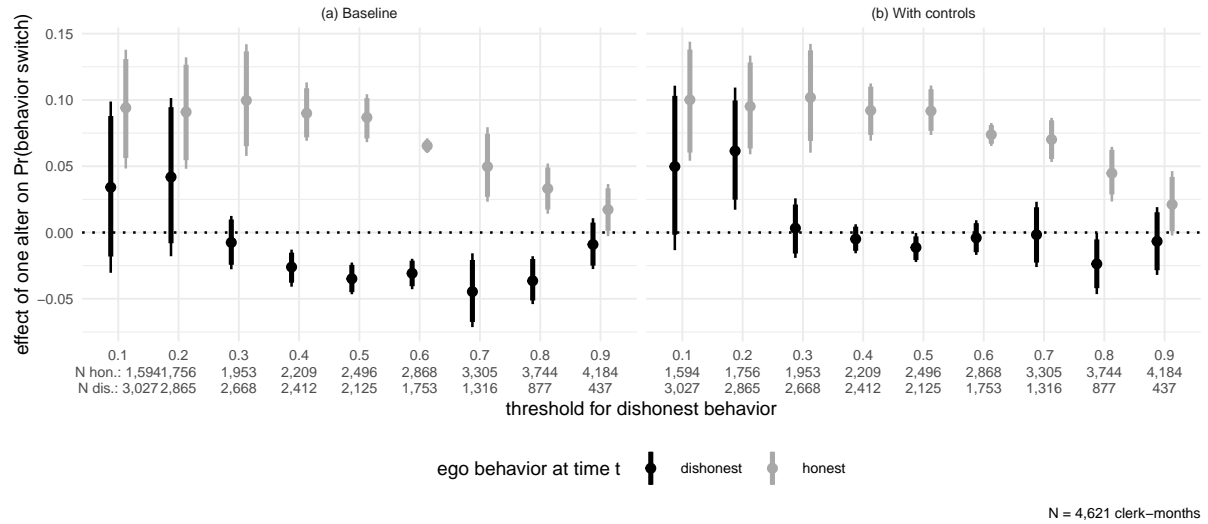 (a) Baseline
(b) With controls
effect of one alter on Pr(behavior switch)
0.15
0.10
0.05
0.00
−0.05
0.1 0.2 0.3 0.4 0.5 0.6 0.7 0.8 0.9
N hon.: 1,594 1,756 1,953 2,209 2,496 2,868 3,305 3,744 4,184
N dis.: 3,027 2,865 2,668 2,412 2,125 1,753 1,316 877 437
0.1 0.2 0.3 0.4 0.5 0.6 0.7 0.8 0.9
1,594 1,756 1,953 2,209 2,496 2,868 3,305 3,744 4,184
3,027 2,865 2,668 2,412 2,125 1,753 1,316 877 437
threshold for dishonest behavior
ego behavior at time t dishonest honest
N = 4,621 clerk−months